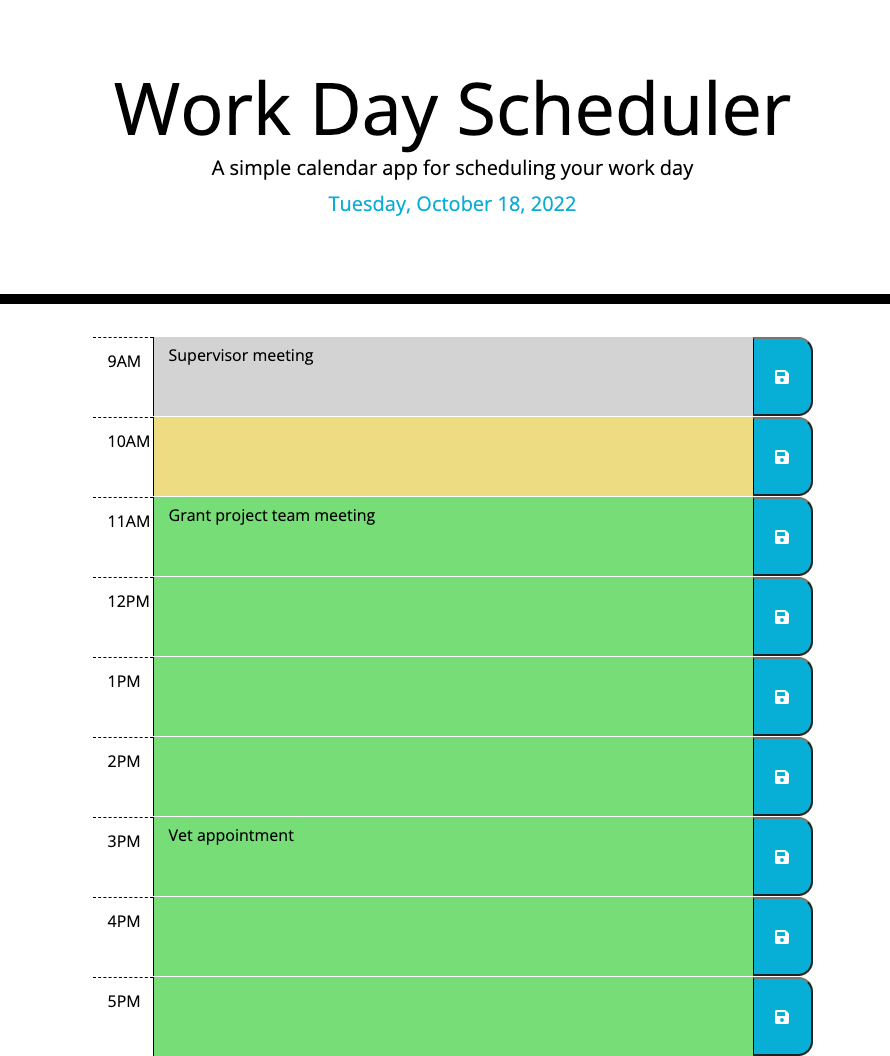 Work Day Scheduler
A simple calendar app for scheduling your work day
Tuesday, October 18, 2022
9AM Supervisor meeting
10AM
11AM Grant project team meeting
12PM
1PM
2PM
3PM Vet appointment
4PM
5PM